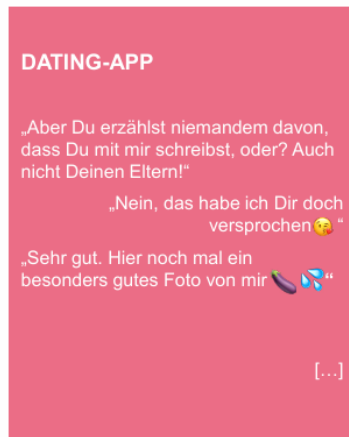 DATING-APP
„Aber Du erzählst niemandem davon,
dass Du mit mir schreibst, oder? Auch
nicht Deinen Eltern!“
„Nein, das habe ich Dir doch
versprochen😘 “
„Sehr gut. Hier noch mal ein
besonders gutes Foto von mir🍆💦“
[…]